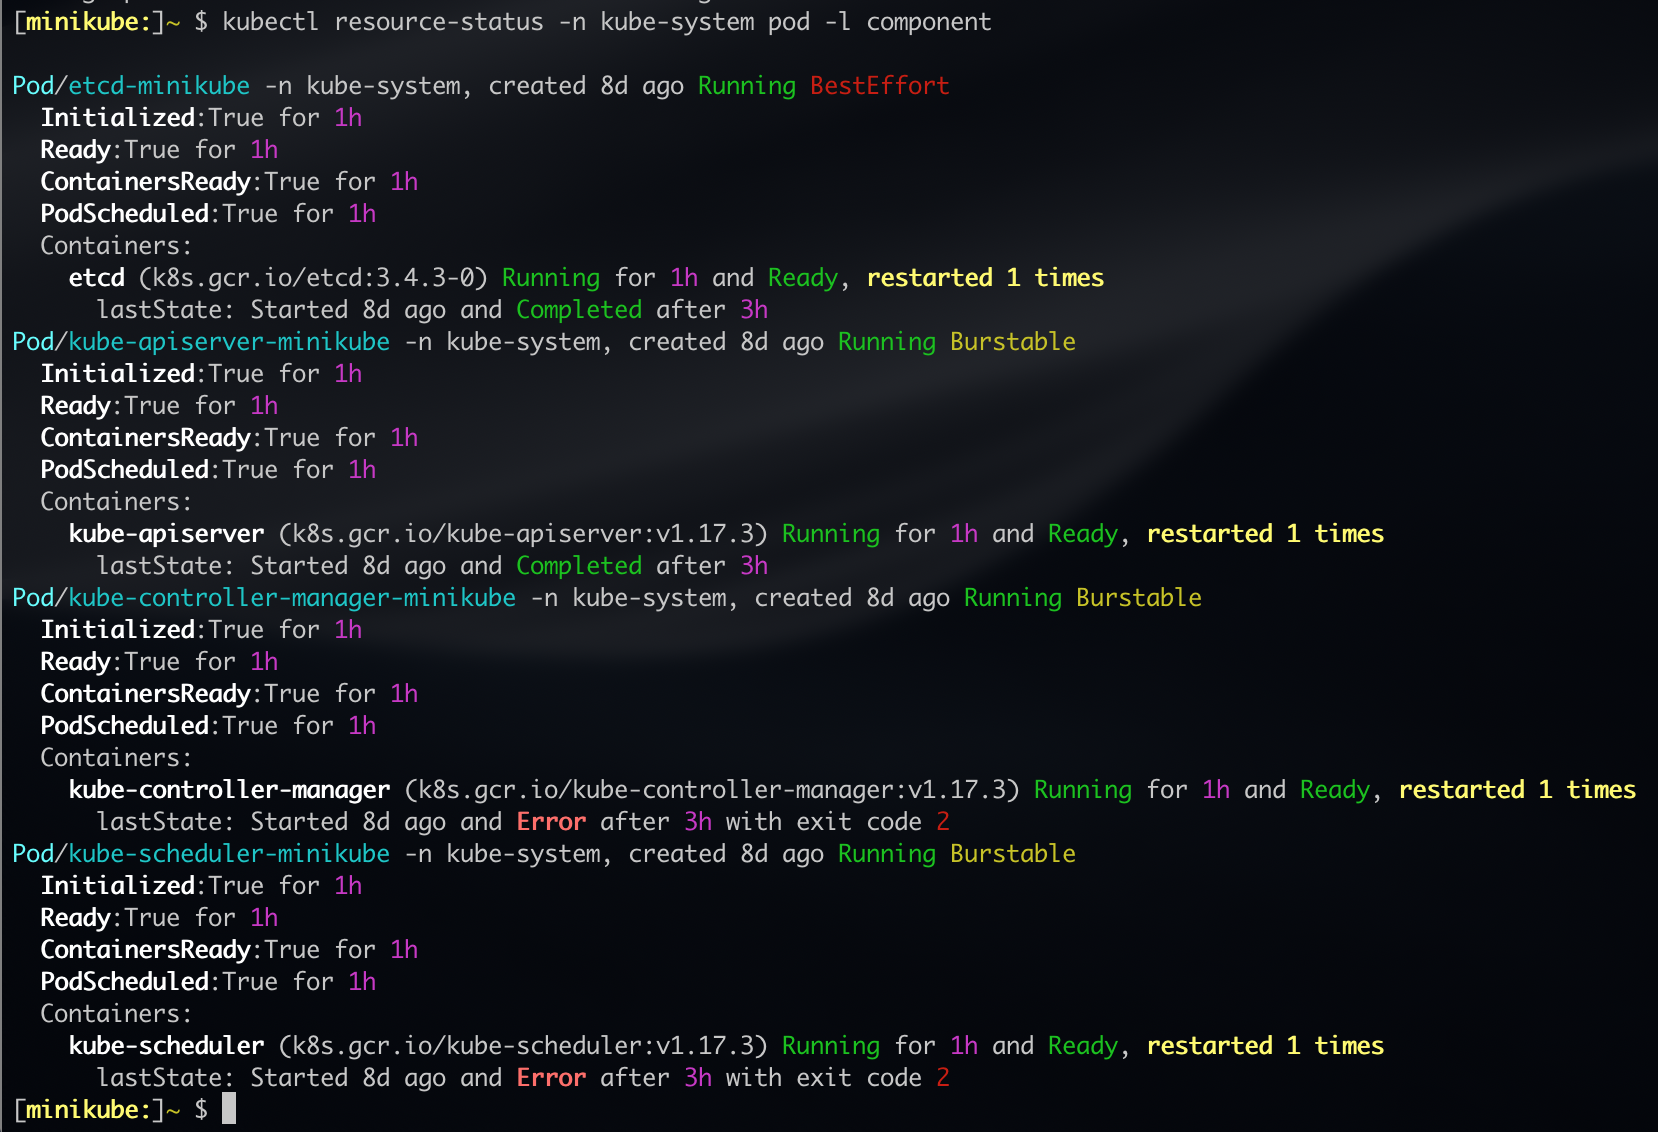 [minikube:]~ $ kubectl resource-status -n kube-system pod -l component
Pod/etcd-minikube -n kube-system, created 8d ago Running BestEffort
Initialized:True for 1h
Ready:True for 1h
ContainersReady:True for 1h
PodScheduled:True for 1h
Containers:
etcd (k8s.gcr.io/etcd:3.4.3-0) Running for 1h and Ready, restarted 1 times
lastState: Started 8d ago and Completed after 3h
Pod/kube-apiserver-minikube -n kube-system, created 8d ago Running Burstable
Initialized:True for 1h
Ready:True for 1h
ContainersReady:True for 1h
PodScheduled:True for 1h
Containers:
kube-apiserver (k8s.gcr.io/kube-apiserver:v1.17.3) Running for 1h and Ready, restarted 1 times
lastState: Started 8d ago and Completed after 3h
Pod/kube-controller-manager-minikube -n kube-system, created 8d ago Running Burstable
Initialized:True for 1h
Ready:True for 1h
ContainersReady:True for 1h
PodScheduled:True for 1h
Containers:
kube-controller-manager (k8s.gcr.io/kube-controller-manager:v1.17.3) Running for 1h and Ready, restarted 1 times
lastState: Started 8d ago and Error after 3h with exit code 2
Pod/kube-scheduler-minikube -n kube-system, created 8d ago Running Burstable
Initialized:True for 1h
Ready:True for 1h
ContainersReady:True for 1h
PodScheduled:True for 1h
Containers:
kube-scheduler (k8s.gcr.io/kube-scheduler:v1.17.3) Running for 1h and Ready, restarted 1 times
lastState: Started 8d ago and Error after 3h with exit code 2
[minikube:]~ $